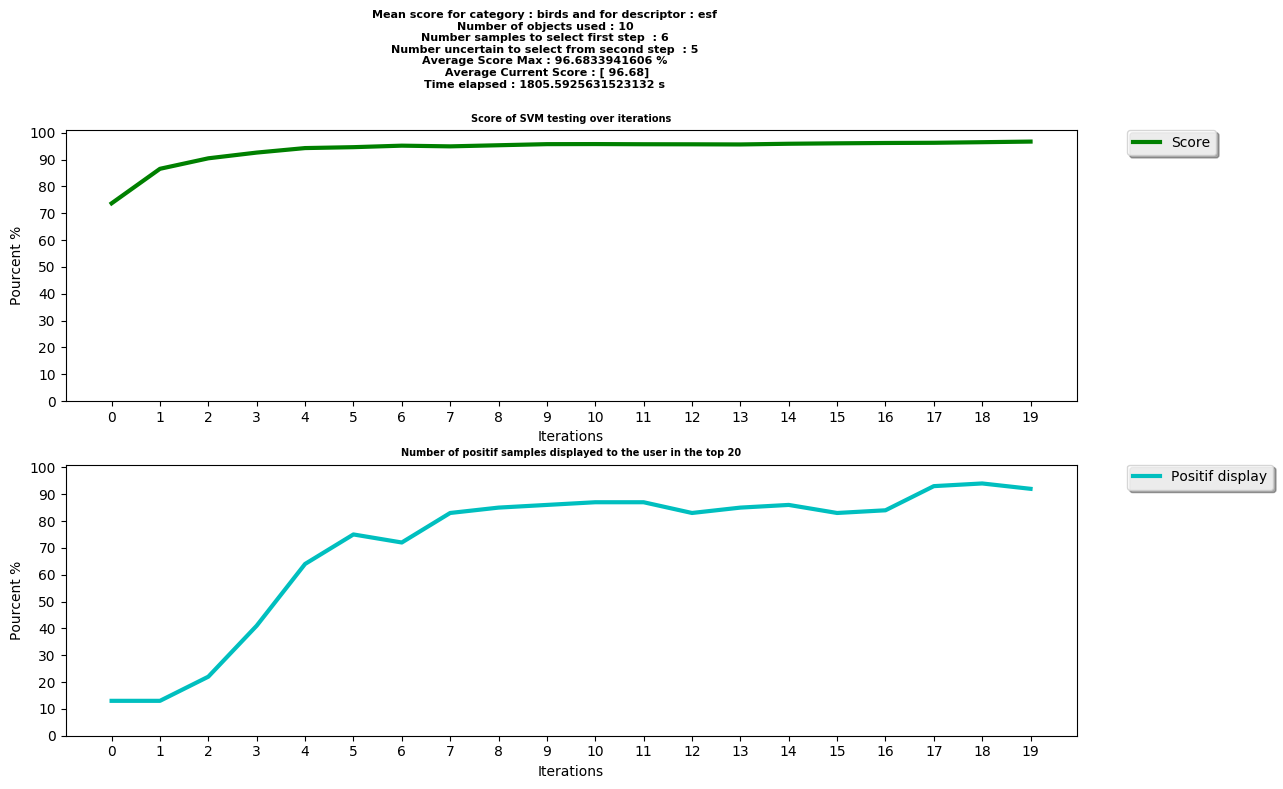 Mean score for category : birds and for descriptor : esf
Number of objects used : 10
Number samples to select first step  : 6
Number uncertain to select from second step  : 5
Average Score Max : 96.6833941606 %
Average Current Score : [ 96.68]
Time elapsed : 1805.5925631523132 s
Score of SVM testing over iterations
100
90
80
70
60
50
40
30
20
10
0
Pourcent %
0 1 2 3 4 5 6 7 8 9 10 11 12 13 14 15 16 17 18 19
Iterations
Score
Number of positif samples displayed to the user in the top 20
100
90
80
70
60
50
40
30
20
10
0
Pourcent %
0 1 2 3 4 5 6 7 8 9 10 11 12 13 14 15 16 17 18 19
Iterations
Positif display